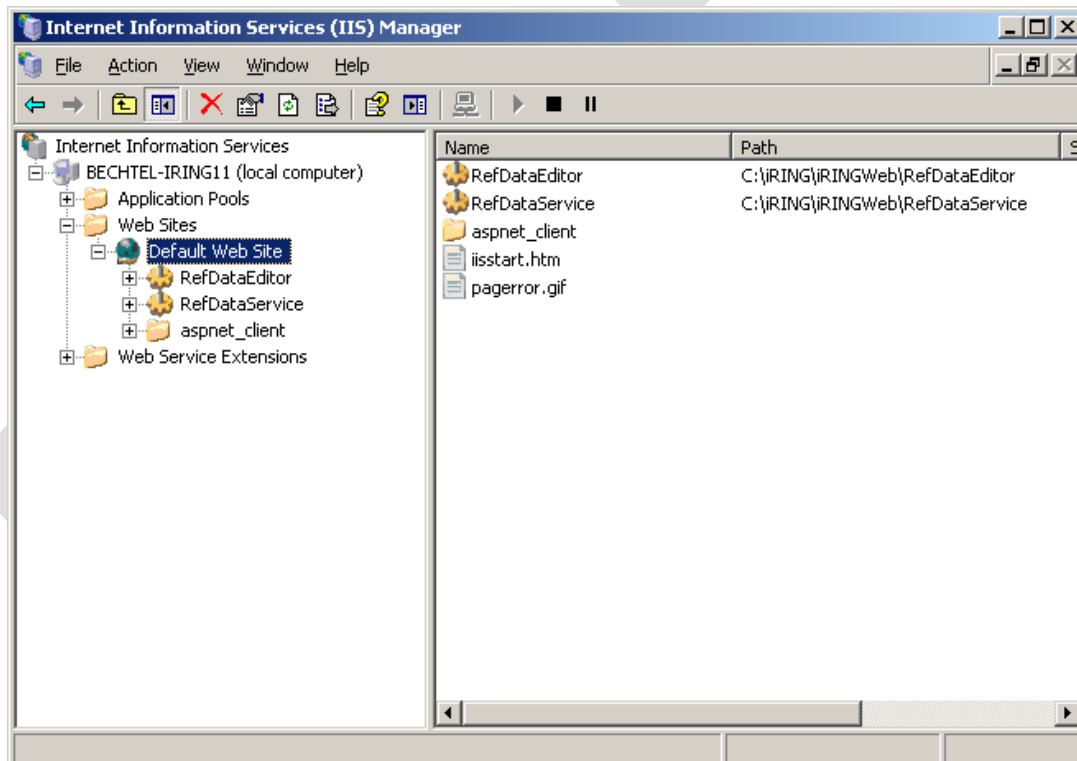 Internet Information Services (IIS) Manager
File Action View Window Help
Internet Information Services
BECHTEL-IRING11 (local computer)
Application Pools
Web Sites
Default Web Site
RefDataEditor
RefDataService
aspnet_client
Web Service Extensions
Name Path
RefDataEditor C:\iRING\iRINGWeb\RefDataEditor
RefDataService C:\iRING\iRINGWeb\RefDataService
aspnet_client
iisstart.htm
pagerror.gif